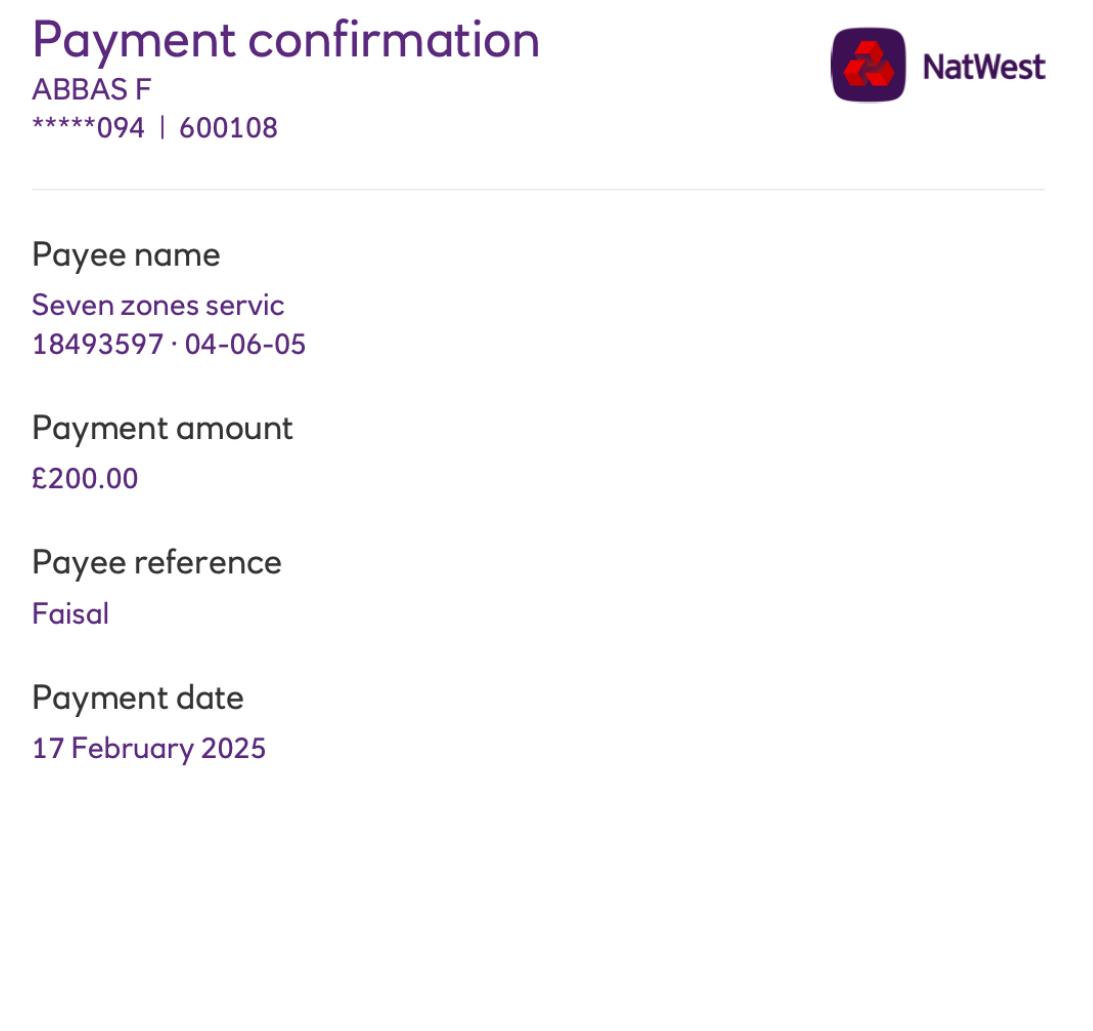 Payment confirmation
NatWest
ABBAS F
*****094 | 600108
Payee name
Seven zones servic
18493597 · 04-06-05
Payment amount
£200.00
Payee reference
Faisal
Payment date
17 February 2025